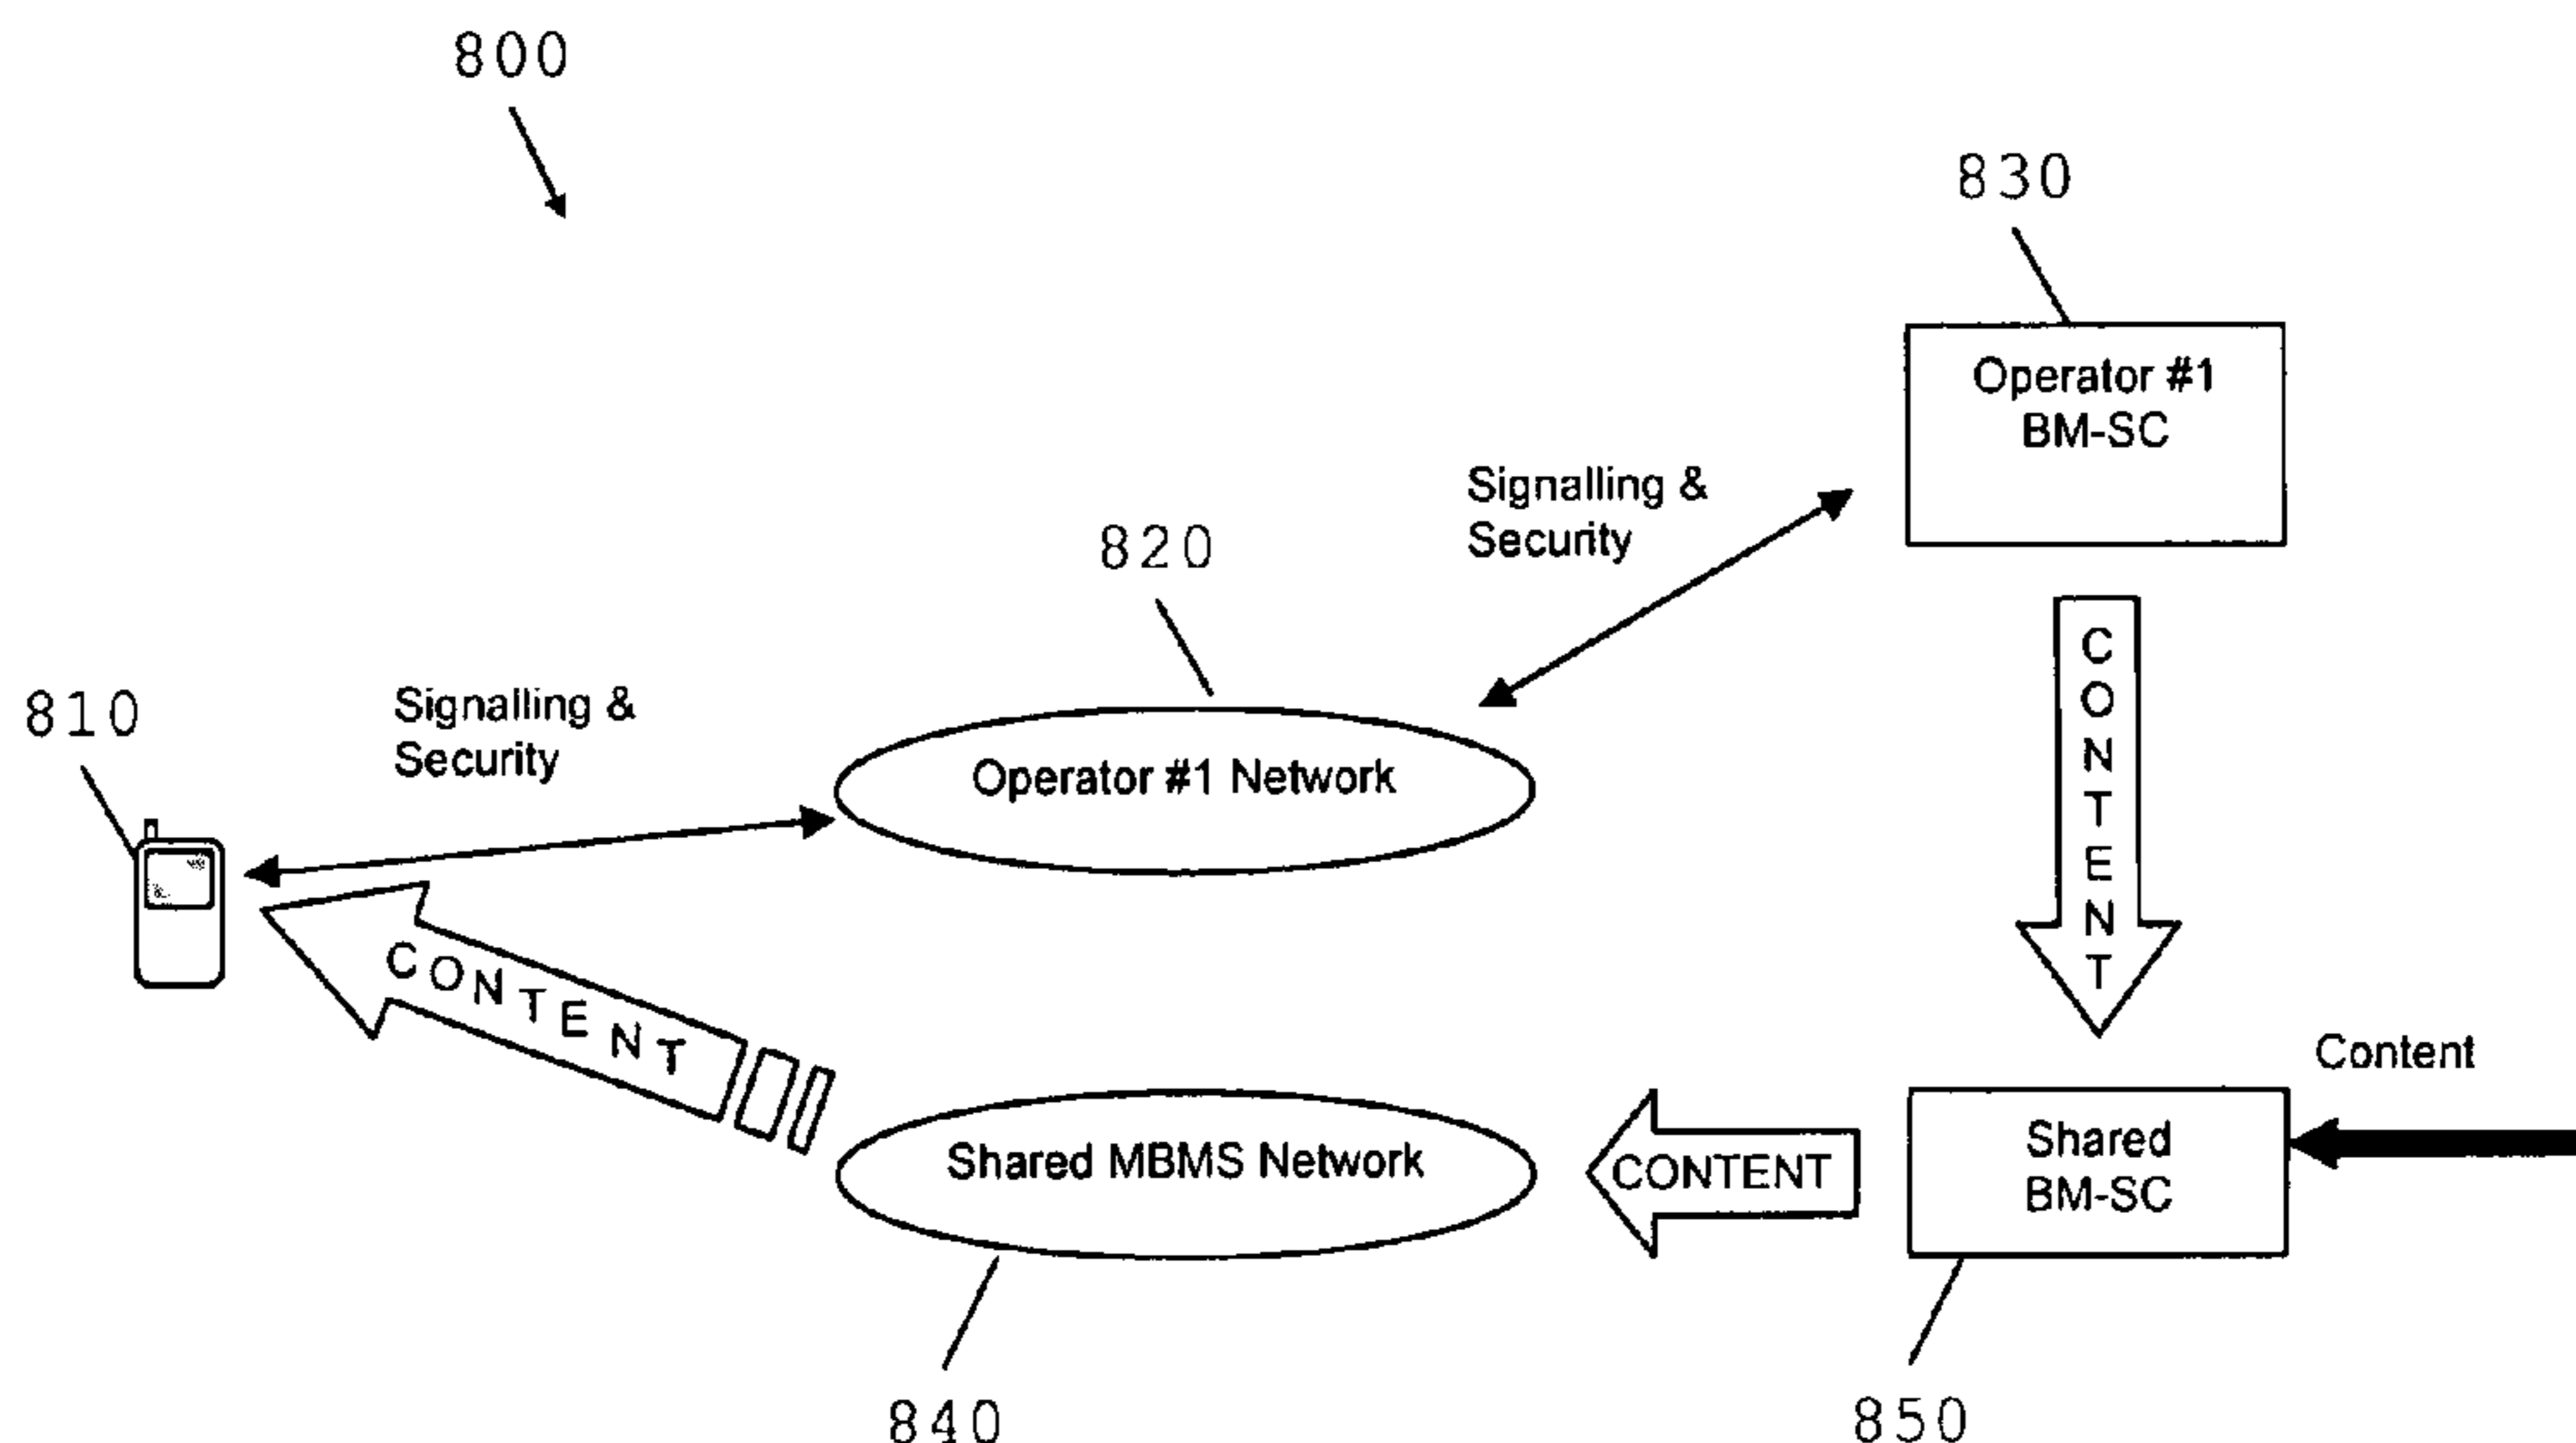 800
830
Operator #1
BM-SC
Signalling &
Security
820
Signalling &
Security
810
Operator #1 Network
CONTENT
CONTENT
Content
Shared MBMS Network
CONTENT
Shared
BM-SC
840
850